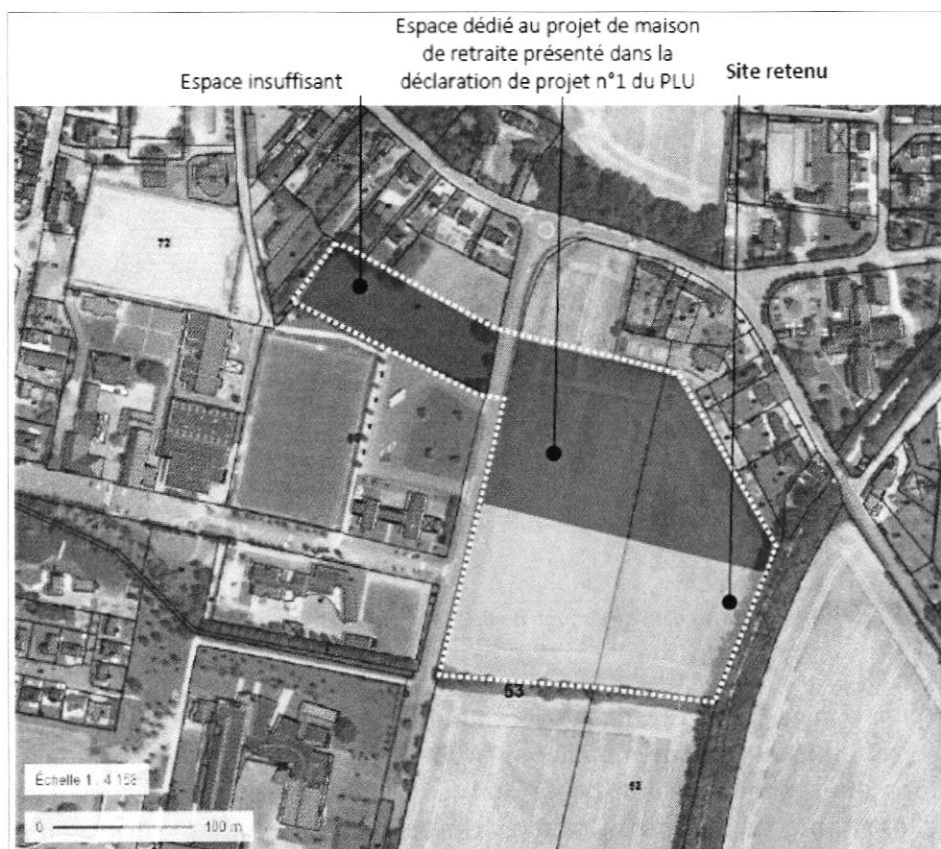 Espace dédié au projet de maison
de retraite présenté dans la
déclaration de projet n°1 du PLU
Espace insuffisant
Site retenu
72
53
52
Échelle 1 : 4 158
0 100 m